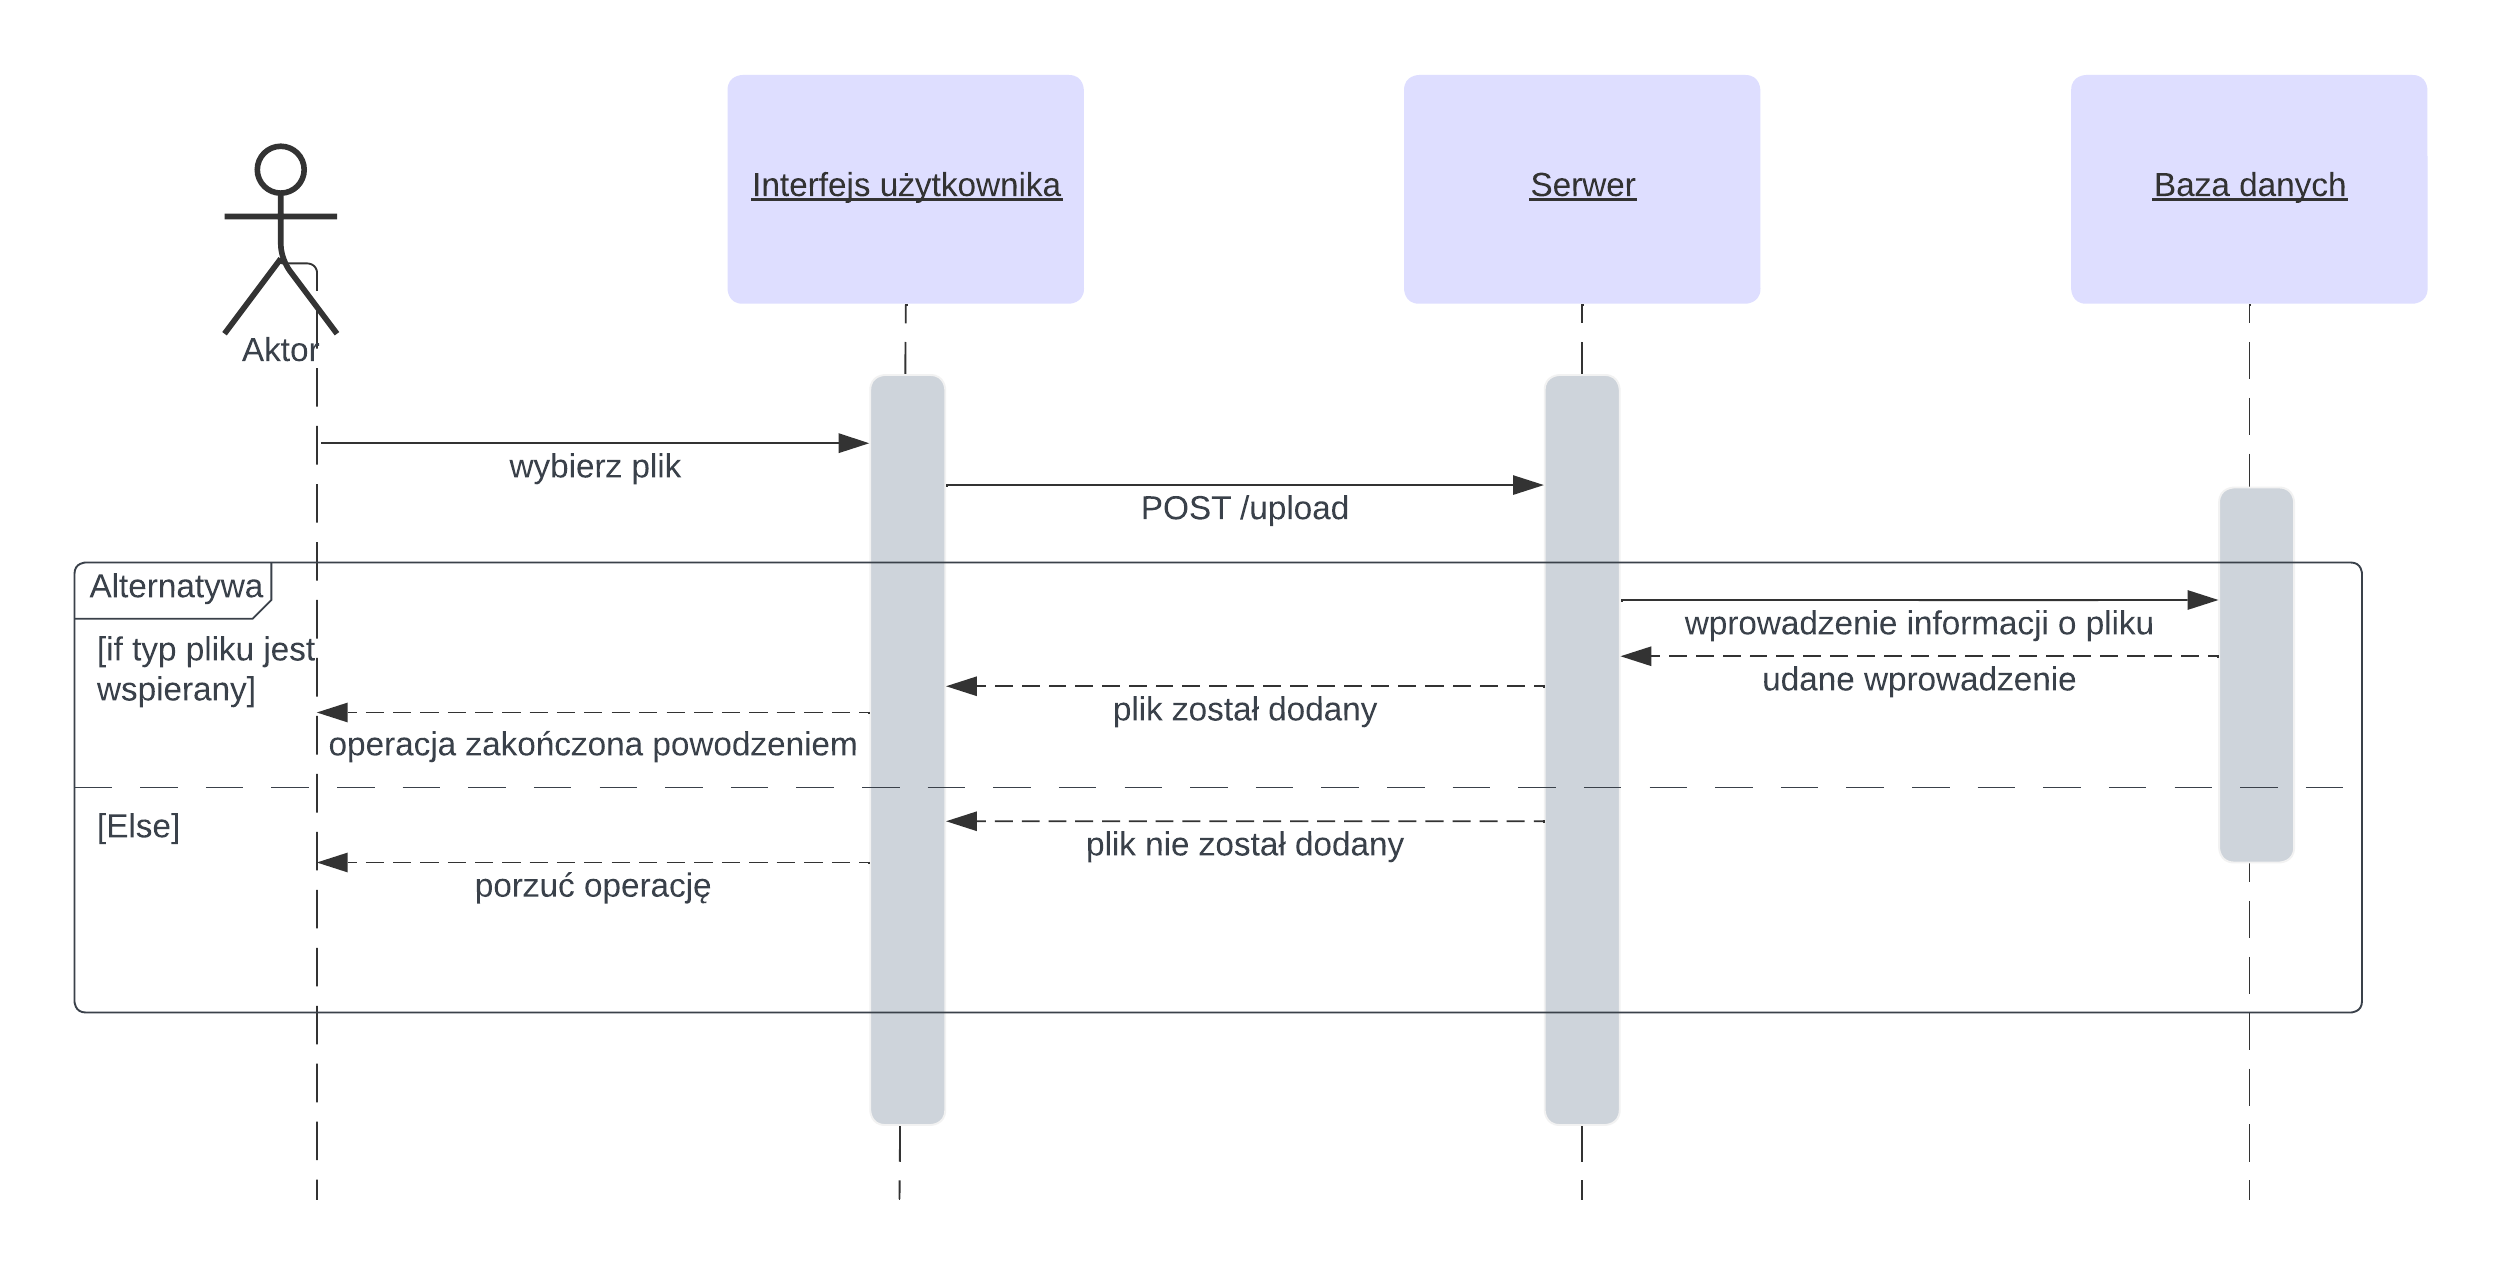 Interfejs użytkownika
Serwer
Baza danych
Aktor
wybierz plik
POST /upload
Alternatywa
[if typ pliku jest
wspierany]
wprowadzenie informacji o pliku
udane wprowadzenie
plik został dodany
operacja zakończona powodzeniem
[Else]
plik nie został dodany
porzuć operację